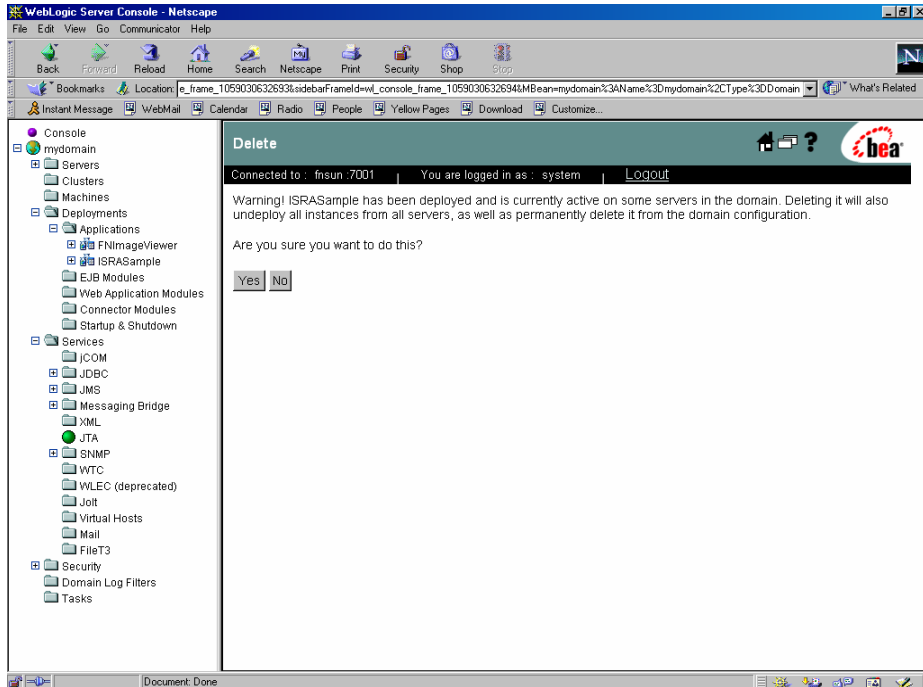 WebLogic Server Console - Netscape
File Edit View Go Communicator Help
Back Forward Reload Home Search Netscape Print Security Shop Stop
Bookmarks Location: e_frame_1059030632693&sidebarFrameId=wl_console_frame_1059030632694&MBean=mydomain%3AName%3Dmydomain%2CType%3DDomain What's Related
Instant Message WebMail Calendar Radio People Yellow Pages Download Customize...
Console
mydomain
Servers
Clusters
Machines
Deployments
Applications
FNImageViewer
ISRASample
EJB Modules
Web Application Modules
Connector Modules
Startup & Shutdown
Services
jCOM
JDBC
JMS
Messaging Bridge
XML
JTA
SNMP
WTC
WLEC (deprecated)
Jolt
Virtual Hosts
Mail
FileT3
Security
Domain Log Filters
Tasks
Delete
?
bea
Connected to : fnsun :7001 | You are logged in as : system | Logout
Warning! ISRASample has been deployed and is currently active on some servers in the domain. Deleting it will also
undeploy all instances from all servers, as well as permanently delete it from the domain configuration.
Are you sure you want to do this?
Yes No
Document: Done